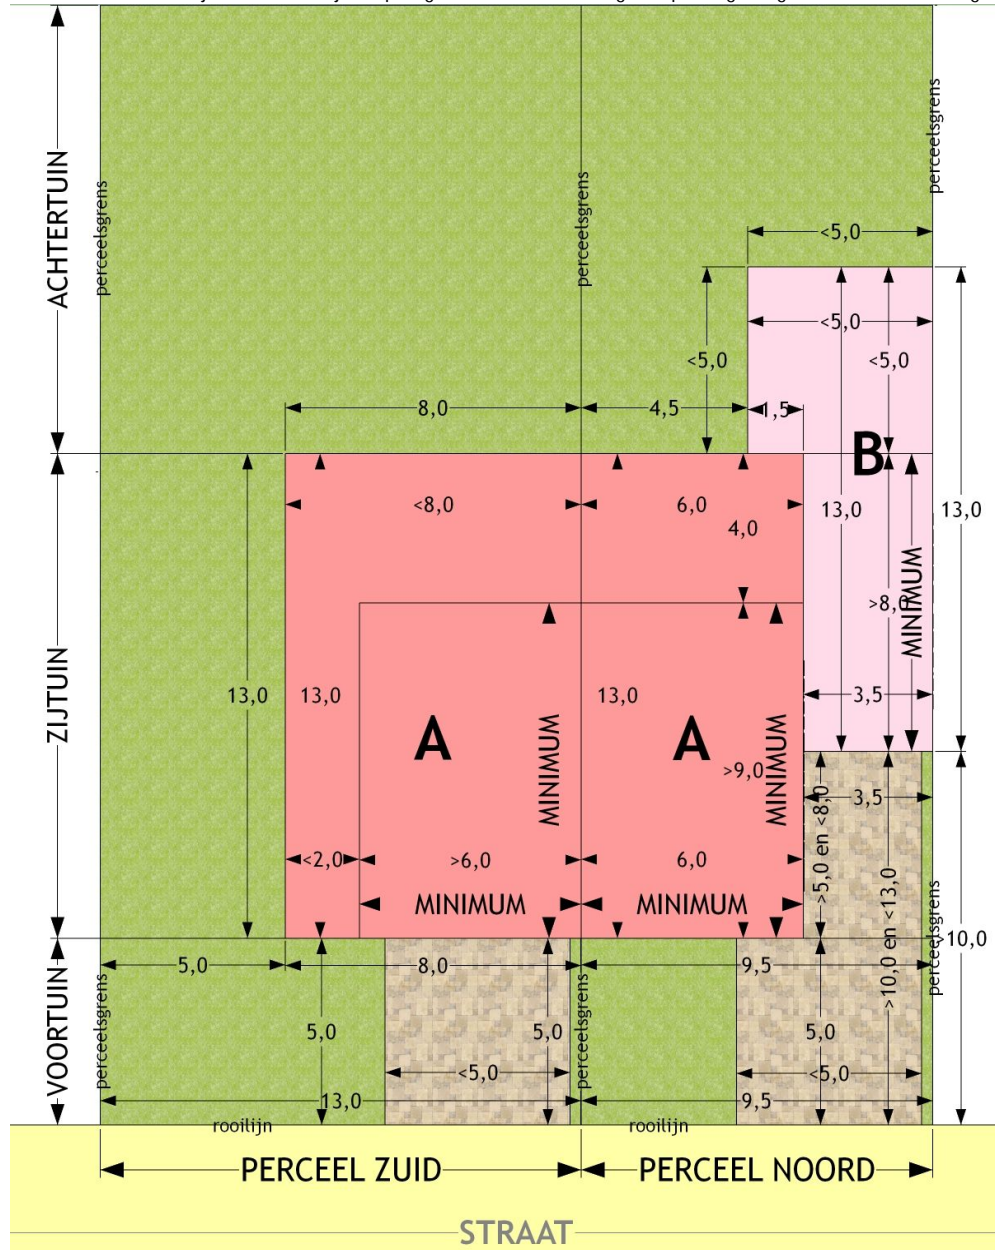 perceelsgrens
<5,0
ACHTERTUIN
perceelsgrens
perceelsgrens
<5,0
<5,0
<5,0
8,0
4,5
1,5
B
<8,0
6,0
4,0
13,0
13,0
>8,0
MINIMUM
ZIJTUIN
13,0
13,0
13,0
3,5
A
A
MINIMUM
>9,0
MINIMUM
3,5
>5,0 en <8,0
<2,0
>6,0
6,0
MINIMUM
MINIMUM
>10,0 en <13,0
perceelsgrens
>10,0
5,0
8,0
9,5
VOORTUIN
perceelsgrens
5,0
5,0
perceelsgrens
5,0
<5,0
<5,0
13,0
9,5
rooilijn
rooilijn
PERCEEL ZUID
PERCEEL NOORD
STRAAT